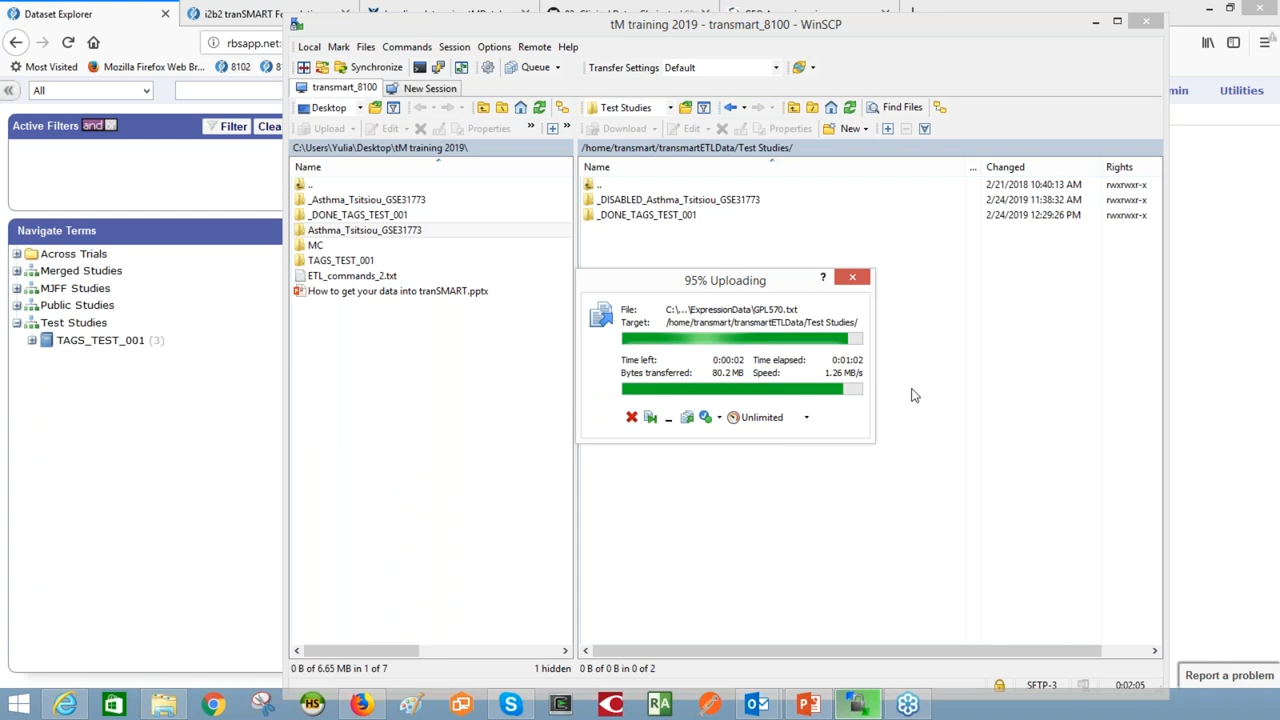 Dataset Explorer
i2b2 tranSMART Foundation
tM training 2019 - transmart_8100 - WinSCP
rbsapp.net:
Most Visited
Mozilla Firefox Web Br...
8102
All
Utilities
Active Filters and or
Filter
Clea
Navigate Terms
Across Trials
Merged Studies
MJFF Studies
Public Studies
Test Studies
TAGS_TEST_001 (3)
Local Mark Files Commands Session Options Remote Help
Synchronize
Queue
Transfer Settings Default
transmart_8100
New Session
Desktop
Test Studies
Find Files
Upload
Edit
Properties
Download
Edit
Properties
New
C:\Users\Yulia\Desktop\tM training 2019\
/home/transmart/transmartETLData/Test Studies/
Name
..
_Asthma_Tsitsiou_GSE31773
_DONE_TAGS_TEST_001
Asthma_Tsitsiou_GSE31773
MC
TAGS_TEST_001
ETL_commands_2.txt
How to get your data into tranSMART.pptx
Name ... Changed Rights
.. 2/21/2018 10:40:13 AM rwxrwxr-x
_DISABLED_Asthma_Tsitsiou_GSE31773 2/24/2019 11:38:32 AM rwxrwxr-x
_DONE_TAGS_TEST_001 2/24/2019 12:29:26 PM rwxrwxr-x
95% Uploading
?
File: C:\...\ExpressionData\GPL570.txt
Target: /home/transmart/transmartETLData/Test Studies/
Time left: 0:00:02 Time elapsed: 0:01:02
Bytes transferred: 80.2 MB Speed: 1.26 MB/s
Unlimited
0 B of 6.65 MB in 1 of 7
1 hidden
0 B of 0 B in 0 of 2
SFTP-3
0:02:05
Report a problem